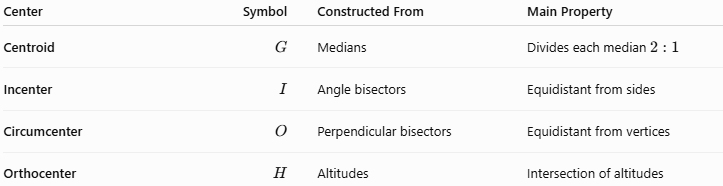 Center Symbol Constructed From Main Property
Centroid G Medians Divides each median 2 : 1
Incenter I Angle bisectors Equidistant from sides
Circumcenter O Perpendicular bisectors Equidistant from vertices
Orthocenter H Altitudes Intersection of altitudes